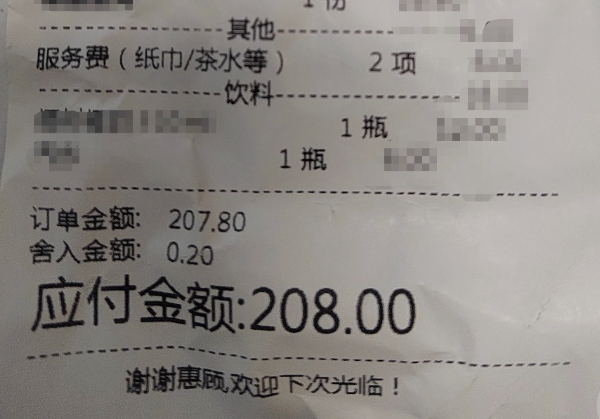 1 份
其他
服务费（纸巾/茶水等） 2 项
饮料
1 瓶
1 瓶
订单金额: 207.80
舍入金额: 0.20
应付金额:208.00
谢谢惠顾,欢迎下次光临！